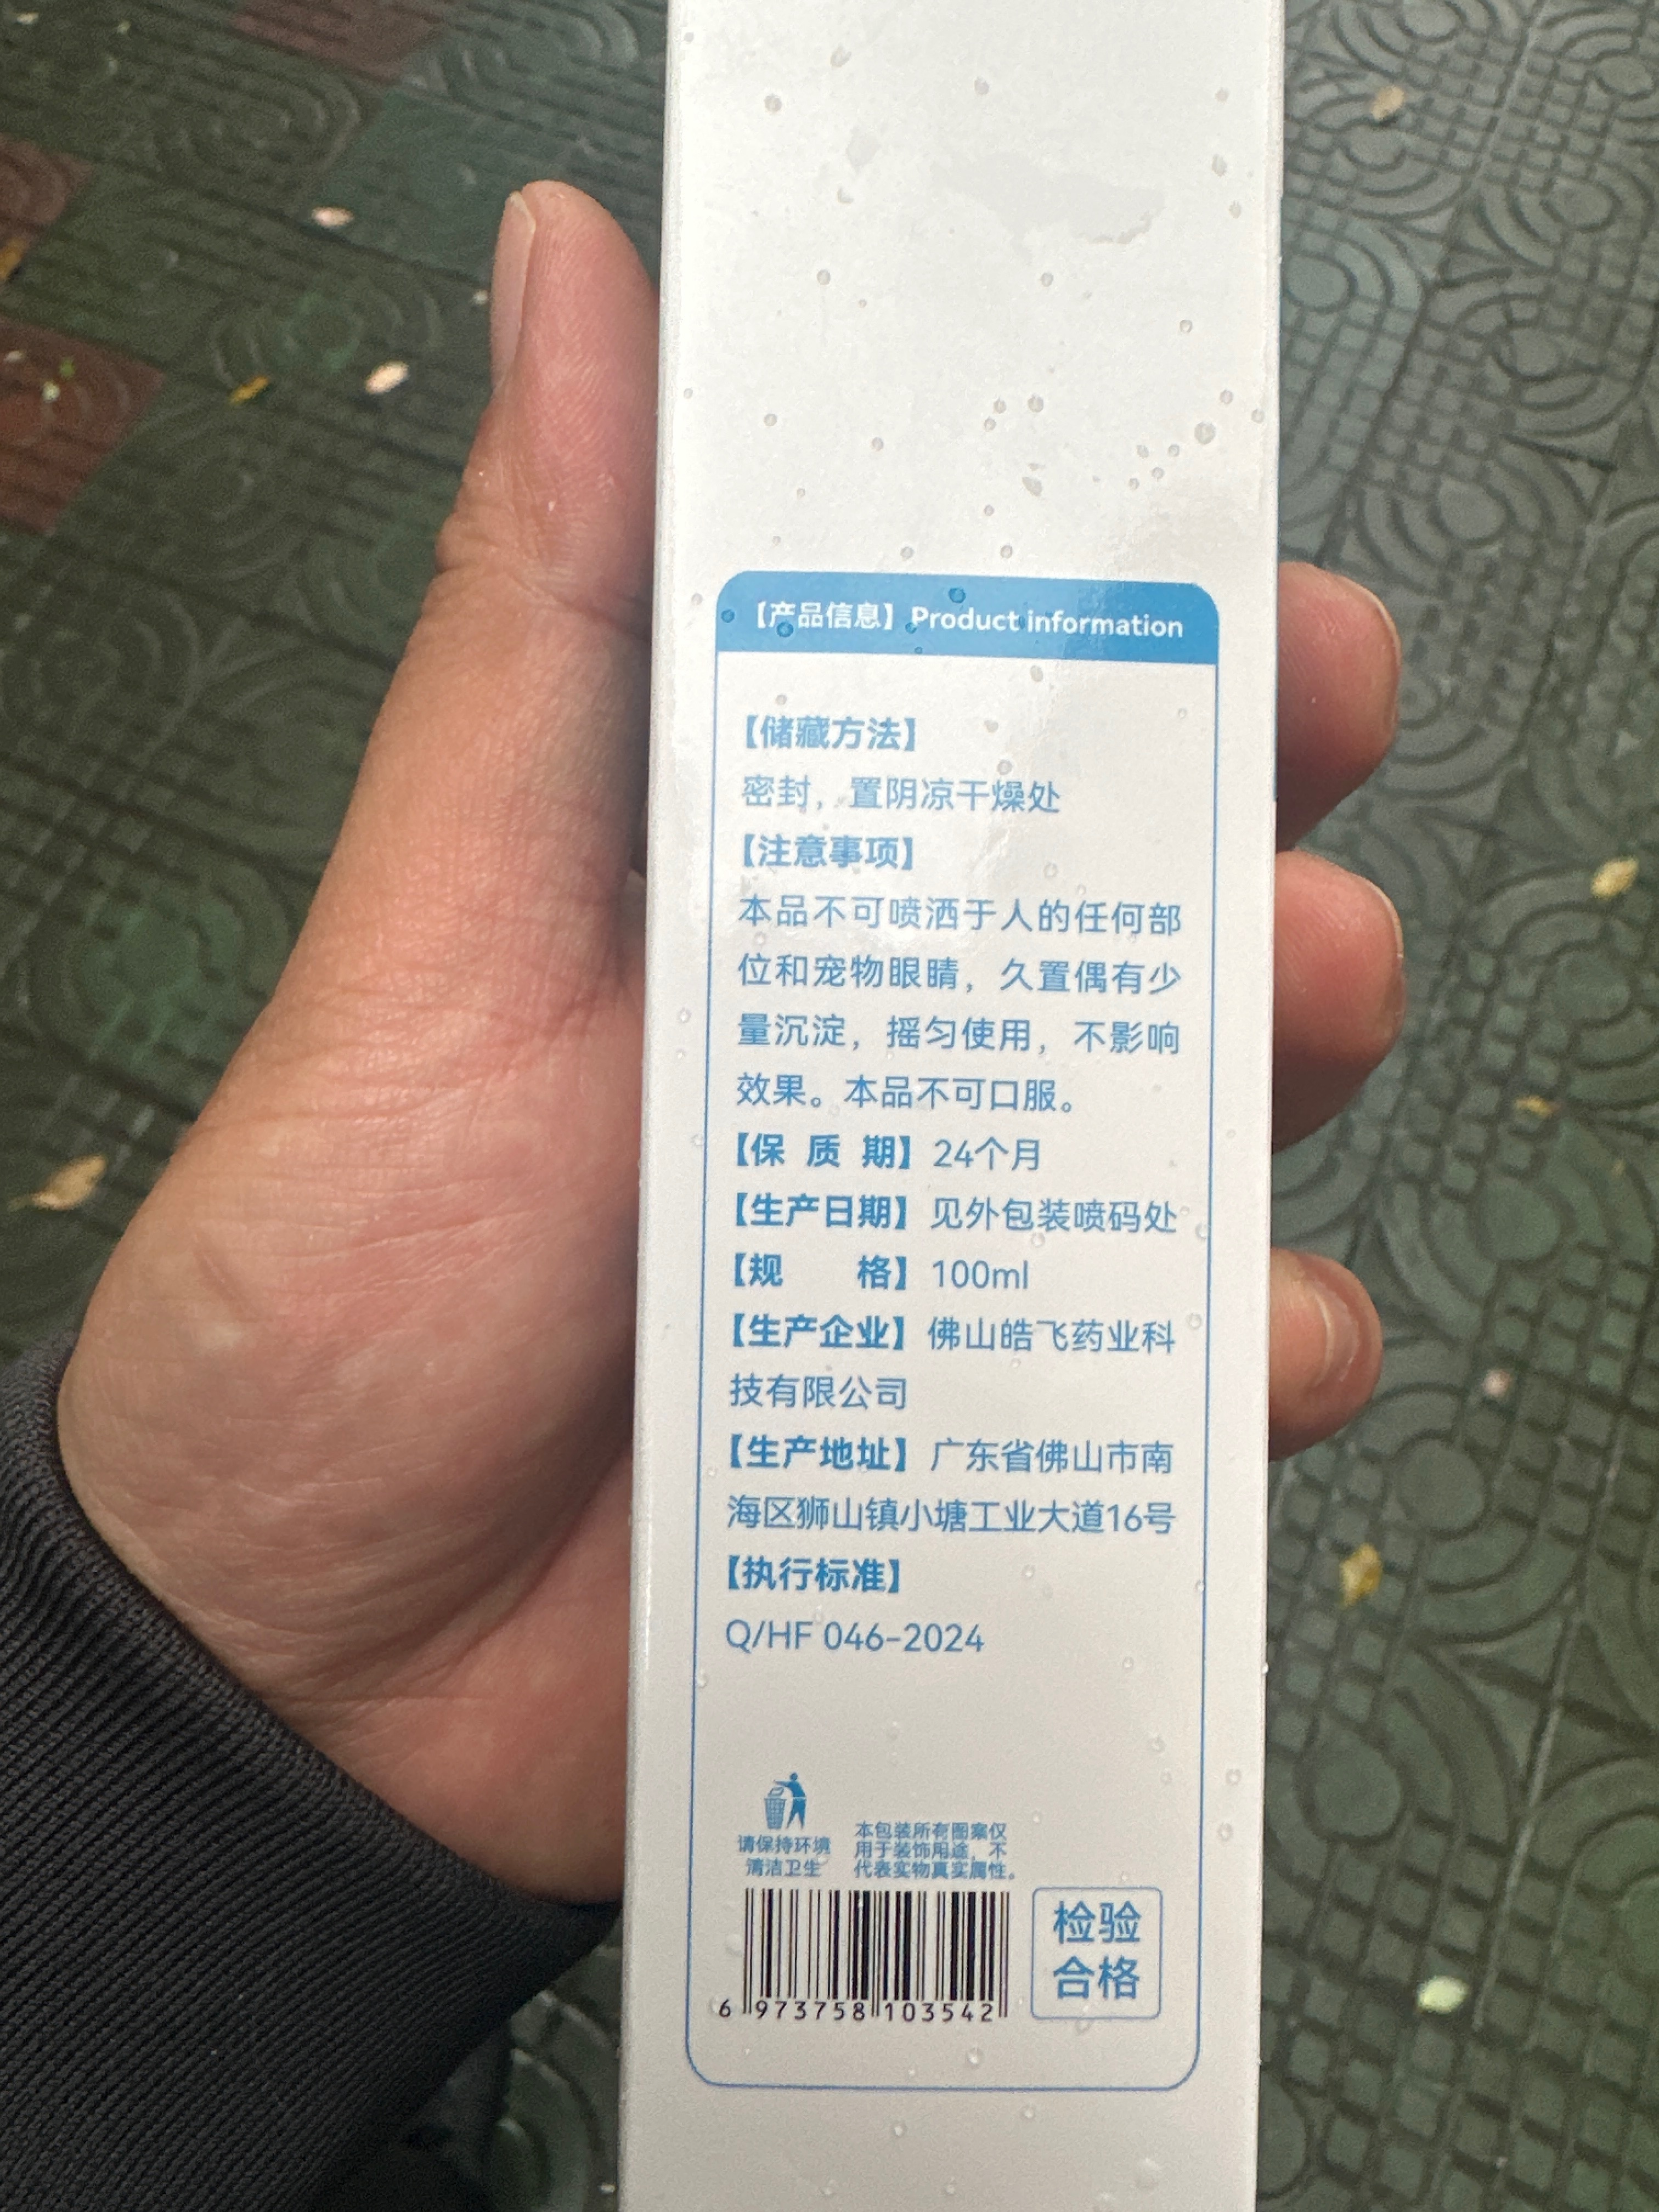 【产品信息】Product information
【储藏方法】
密封，置阴凉干燥处
【注意事项】
本品不可喷洒于人的任何部
位和宠物眼睛，久置偶有少
量沉淀，摇匀使用，不影响
效果。本品不可口服。
【保 质 期】24个月
【生产日期】见外包装喷码处
【规 格】100ml
【生产企业】佛山皓飞药业科
技有限公司
【生产地址】广东省佛山市南
海区狮山镇小塘工业大道16号
【执行标准】
Q/HF 046-2024
请保持环境
清洁卫生
本包装所有图案仅
用于装饰用途，不
代表实物真实属性。
6 973758 103542
检验
合格